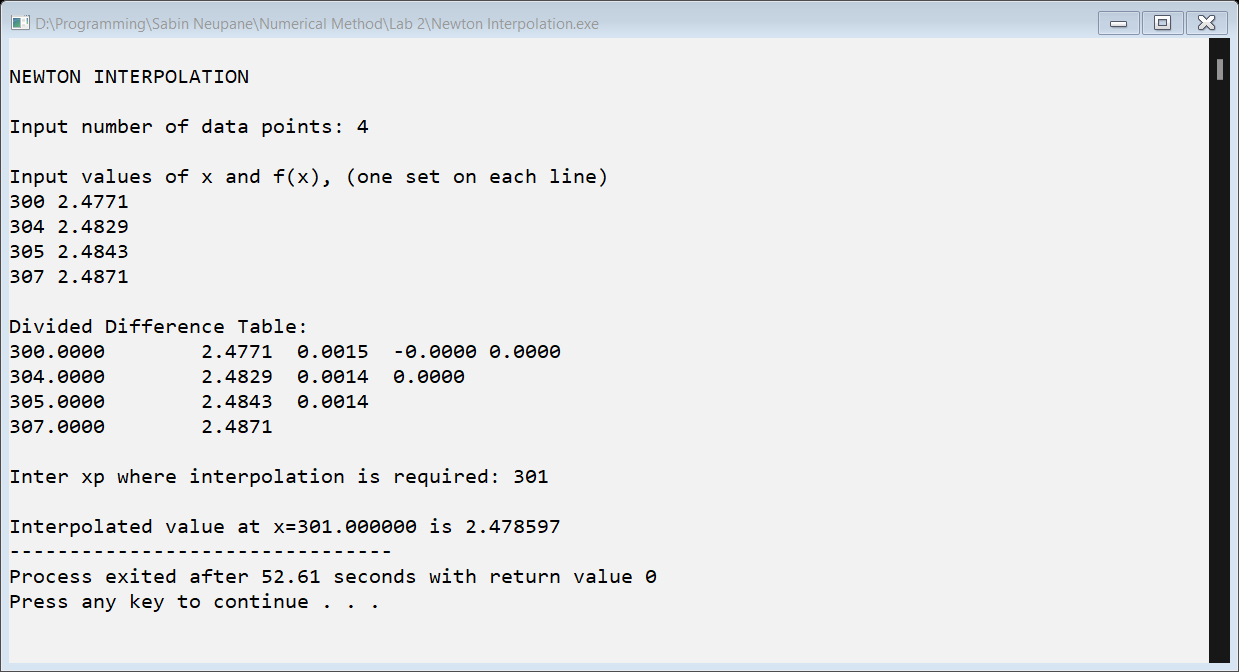 D:\Programming\Sabin Neupane\Numerical Method\Lab 2\Newton Interpolation.exe
NEWTON INTERPOLATION
Input number of data points: 4
Input values of x and f(x), (one set on each line)
300 2.4771
304 2.4829
305 2.4843
307 2.4871
Divided Difference Table:
300.0000 2.4771 0.0015 -0.0000 0.0000
304.0000 2.4829 0.0014 0.0000
305.0000 2.4843 0.0014
307.0000 2.4871
Inter xp where interpolation is required: 301
Interpolated value at x=301.000000 is 2.478597
--------------------------------
Process exited after 52.61 seconds with return value 0
Press any key to continue . . .